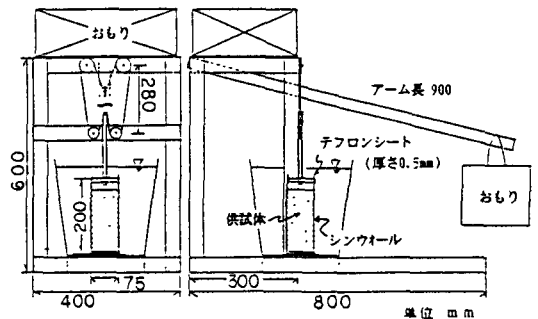 おもり
280
600
200
75
400
アーム長 900
テフロンシート
(厚さ0.5mm)
おもり
供試体
シンウォール
300
800
単位 mm